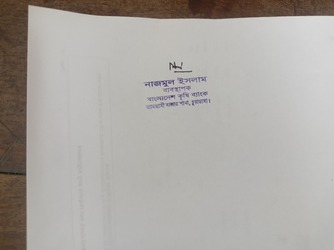 নাজমুল ইসলাম
ব্যবস্থাপক
বাংলাদেশ কৃষি ব্যাংক
বাজার শাখা, চুয়াডাঙ্গা।